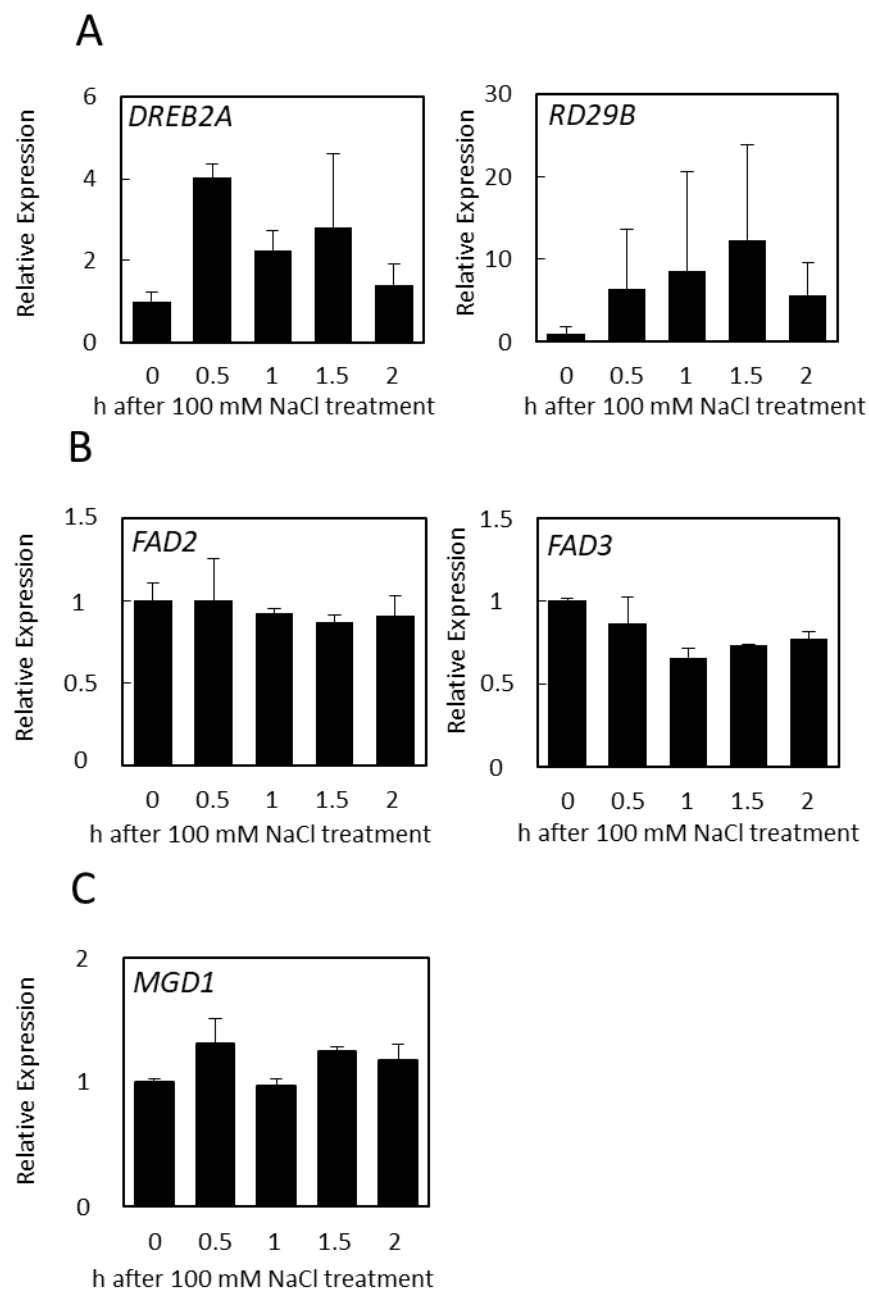 A
Relative Expression
6
4
2
0
DREB2A
0 0.5 1 1.5 2
h after 100 mM NaCl treatment
Relative Expression
30
20
10
0
RD29B
0 0.5 1 1.5 2
h after 100 mM NaCl treatment
B
Relative Expression
1.5
1
0.5
0
FAD2
0 0.5 1 1.5 2
h after 100 mM NaCl treatment
Relative Expression
1.5
1
0.5
0
FAD3
0 0.5 1 1.5 2
h after 100 mM NaCl treatment
C
Relative Expression
2
1
0
MGD1
0 0.5 1 1.5 2
h after 100 mM NaCl treatment